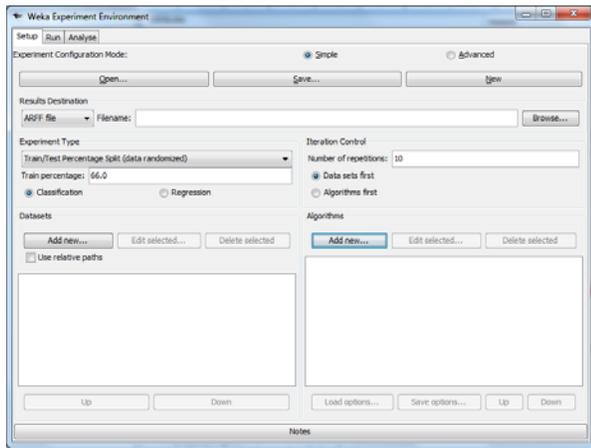 Weka Experiment Environment
Setup Run Analyse
Experiment Configuration Mode: Simple Advanced
Open... Save... New
Results Destination
ARFF file Filename: Browse...
Experiment Type Iteration Control
Train/Test Percentage Split (data randomized) Number of repetitions: 10
Train percentage: 66.0 Data sets first
Classification Regression Algorithms first
Datasets Algorithms
Add new... Edit selected... Delete selected Add new... Edit selected... Delete selected
Use relative paths
Up Down Load options... Save options... Up Down
Notes